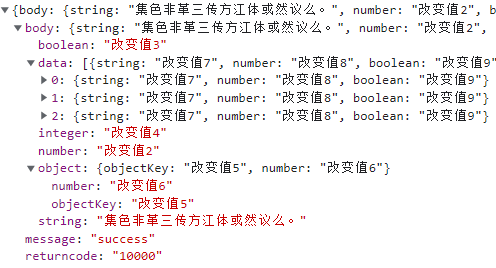 ▼{body: {string: "集色非革三传方江体或然议么。", number: "改变值2", b
▼body: {string: "集色非革三传方江体或然议么。", number: "改变值2",
boolean: "改变值3"
▼data: [{string: "改变值7", number: "改变值8", boolean: "改变值9"
▶0: {string: "改变值7", number: "改变值8", boolean: "改变值9"}
▶1: {string: "改变值7", number: "改变值8", boolean: "改变值9"}
▶2: {string: "改变值7", number: "改变值8", boolean: "改变值9"}
integer: "改变值4"
number: "改变值2"
▼object: {objectKey: "改变值5", number: "改变值6"}
number: "改变值6"
objectKey: "改变值5"
string: "集色非革三传方江体或然议么。"
message: "success"
returncode: "10000"